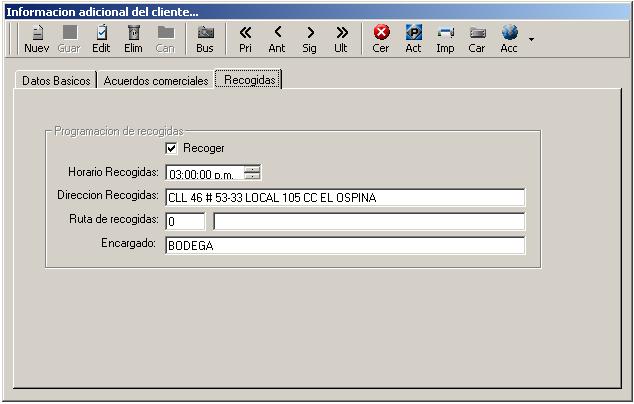 Informacion adicional del cliente...
Nuev Guar Edit Elim Can Bus Pri Ant Sig Ult Cer Act Imp Car Acc
Datos Basicos Acuerdos comerciales Recogidas
Programacion de recogidas
Recoger
Horario Recogidas: 03:00:00 p.m.
Direccion Recogidas: CLL 46 # 53-33 LOCAL 105 CC EL OSPINA
Ruta de recogidas: 0
Encargado: BODEGA